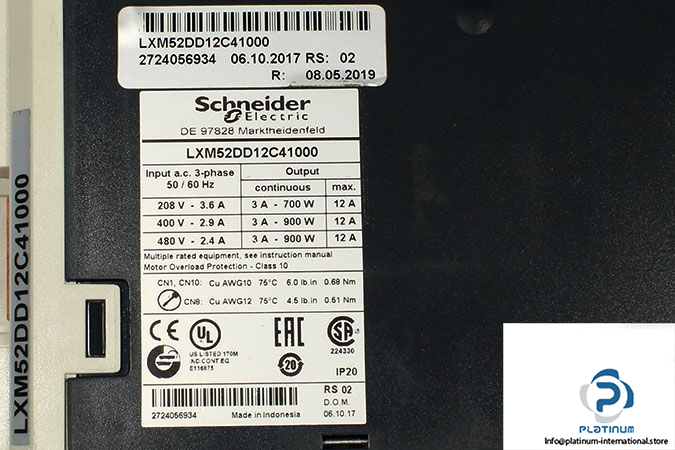 LXM52DD12C41000
2724056934 06.10.2017 RS: 02
R: 08.05.2019
Schneider
Electric
DE 97828 Marktheidenfeld
LXM52DD12C41000
Input a.c. 3-phase
50 / 60 Hz
Output
continuous max.
208 V - 3.6 A 3 A - 700 W 12 A
400 V - 2.9 A 3 A - 900 W 12 A
480 V - 2.4 A 3 A - 900 W 12 A
Multiple rated equipment, see instruction manual
Motor Overload Protection - Class 10
CN1, CN10: Cu AWG10 75°C 6.0 lb.in 0.68 Nm
CN8: Cu AWG12 75°C 4.5 lb.in 0.51 Nm
CE UL EAC SA
US LISTED 170M
IND.CONT.EQ.
E116875
20
224330
IP20
RS 02
D.O.M.
2724056934 Made in Indonesia 06.10.17
LXM52DD12C41000
PLATINUM
Info@platinum-international.store